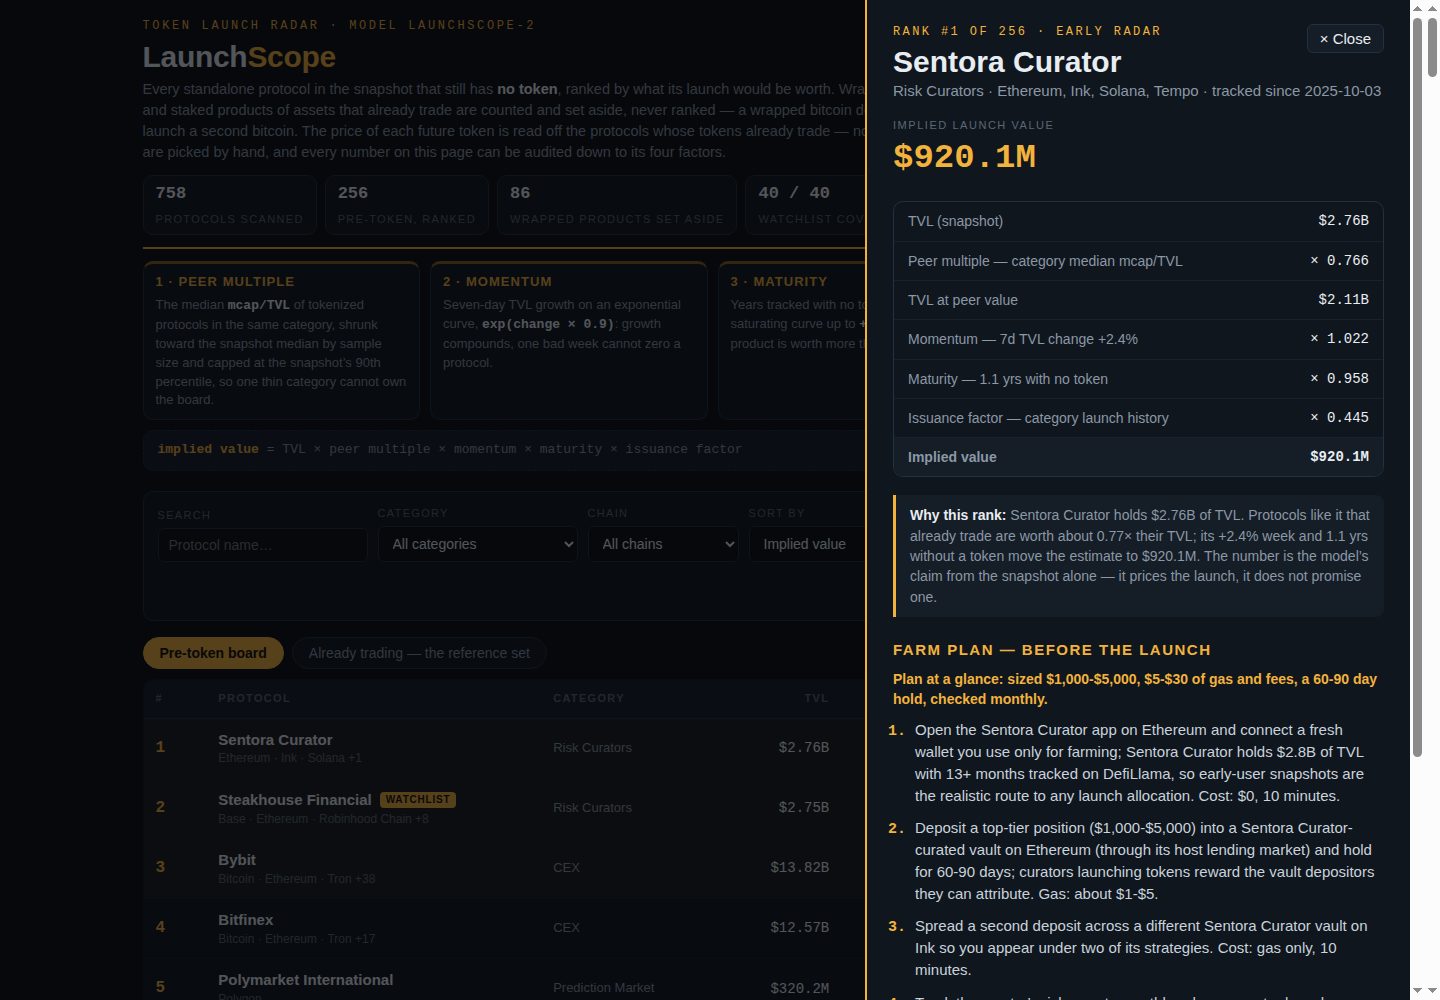 TOKEN LAUNCH RADAR · MODEL LAUNCHSCOPE-2
LaunchScope
Every standalone protocol in the snapshot that still has no token, ranked by what its launch would be worth. Wra
and staked products of assets that already trade are counted and set aside, never ranked — a wrapped bitcoin d
launch a second bitcoin. The price of each future token is read off the protocols whose tokens already trade — no
are picked by hand, and every number on this page can be audited down to its four factors.
758
PROTOCOLS SCANNED
256
PRE-TOKEN, RANKED
86
WRAPPED PRODUCTS SET ASIDE
40 / 40
WATCHLIST COV
1 · PEER MULTIPLE
The median mcap/TVL of tokenized
protocols in the same category, shrunk
toward the snapshot median by sample
size and capped at the snapshot's 90th
percentile, so one thin category cannot own
the board.
2 · MOMENTUM
Seven-day TVL growth on an exponential
curve, exp(change × 0.9): growth
compounds, one bad week cannot zero a
protocol.
3 · MATURITY
Years tracked with no to
saturating curve up to +
product is worth more th
implied value = TVL × peer multiple × momentum × maturity × issuance factor
SEARCH
Protocol name…
CATEGORY
All categories
CHAIN
All chains
SORT BY
Implied value
Pre-token board
Already trading — the reference set
# PROTOCOL CATEGORY TVL
1 Sentora Curator Risk Curators $2.76B
Ethereum · Ink · Solana +1
2 Steakhouse Financial WATCHLIST Risk Curators $2.75B
Base · Ethereum · Robinhood Chain +8
3 Bybit CEX $13.82B
Bitcoin · Ethereum · Tron +38
4 Bitfinex CEX $12.57B
Bitcoin · Ethereum · Tron +17
5 Polymarket International Prediction Market $320.2M
Polygon
RANK #1 OF 256 · EARLY RADAR
× Close
Sentora Curator
Risk Curators · Ethereum, Ink, Solana, Tempo · tracked since 2025-10-03
IMPLIED LAUNCH VALUE
$920.1M
TVL (snapshot) $2.76B
Peer multiple — category median mcap/TVL × 0.766
TVL at peer value $2.11B
Momentum — 7d TVL change +2.4% × 1.022
Maturity — 1.1 yrs with no token × 0.958
Issuance factor — category launch history × 0.445
Implied value $920.1M
Why this rank: Sentora Curator holds $2.76B of TVL. Protocols like it that
already trade are worth about 0.77× their TVL; its +2.4% week and 1.1 yrs
without a token move the estimate to $920.1M. The number is the model's
claim from the snapshot alone — it prices the launch, it does not promise
one.
FARM PLAN — BEFORE THE LAUNCH
Plan at a glance: sized $1,000-$5,000, $5-$30 of gas and fees, a 60-90 day
hold, checked monthly.
1. Open the Sentora Curator app on Ethereum and connect a fresh
wallet you use only for farming; Sentora Curator holds $2.8B of TVL
with 13+ months tracked on DefiLlama, so early-user snapshots are
the realistic route to any launch allocation. Cost: $0, 10 minutes.
2. Deposit a top-tier position ($1,000-$5,000) into a Sentora Curator-
curated vault on Ethereum (through its host lending market) and hold
for 60-90 days; curators launching tokens reward the vault depositors
they can attribute. Gas: about $1-$5.
3. Spread a second deposit across a different Sentora Curator vault on
Ink so you appear under two of its strategies. Cost: gas only, 10
minutes.